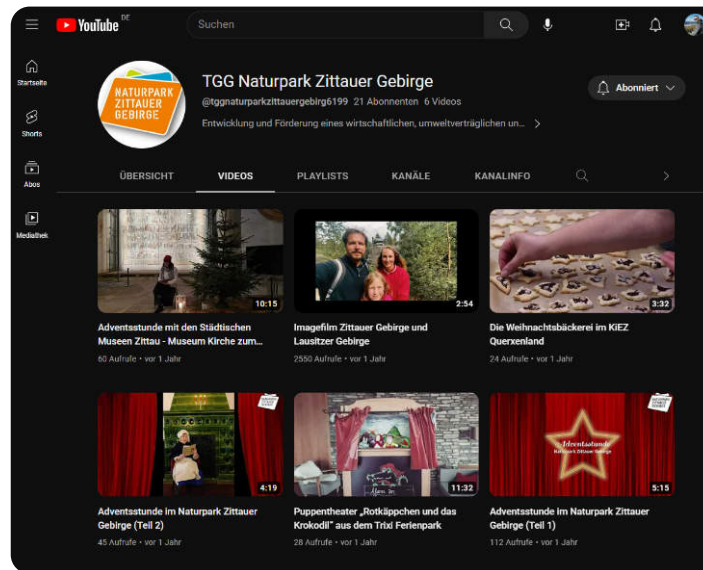 YouTube DE
Suchen
Startseite
Shorts
Abos
Mediathek
NATURPARK
ZITTAUER
GEBIRGE
TGG Naturpark Zittauer Gebirge
@tggnaturparkzittauergebirg6199 21 Abonnenten 6 Videos
Entwicklung und Förderung eines wirtschaftlichen, umweltverträglichen un...
Abonniert
ÜBERSICHT VIDEOS PLAYLISTS KANÄLE KANALINFO
10:15
Adventsstunde mit den Städtischen
Museen Zittau - Museum Kirche zum...
60 Aufrufe • vor 1 Jahr
2:54
Imagefilm Zittauer Gebirge und
Lausitzer Gebirge
2550 Aufrufe • vor 1 Jahr
3:32
Die Weihnachtsbäckerei im KiEZ
Querxenland
24 Aufrufe • vor 1 Jahr
4:19
Adventsstunde im Naturpark Zittauer
Gebirge (Teil 2)
45 Aufrufe • vor 1 Jahr
11:32
Puppentheater „Rotkäppchen und das
Krokodil" aus dem Trixi Ferienpark
28 Aufrufe • vor 1 Jahr
Adventsstunde
Naturpark Zittauer Gebirge
5:15
Adventsstunde im Naturpark Zittauer
Gebirge (Teil 1)
112 Aufrufe • vor 1 Jahr